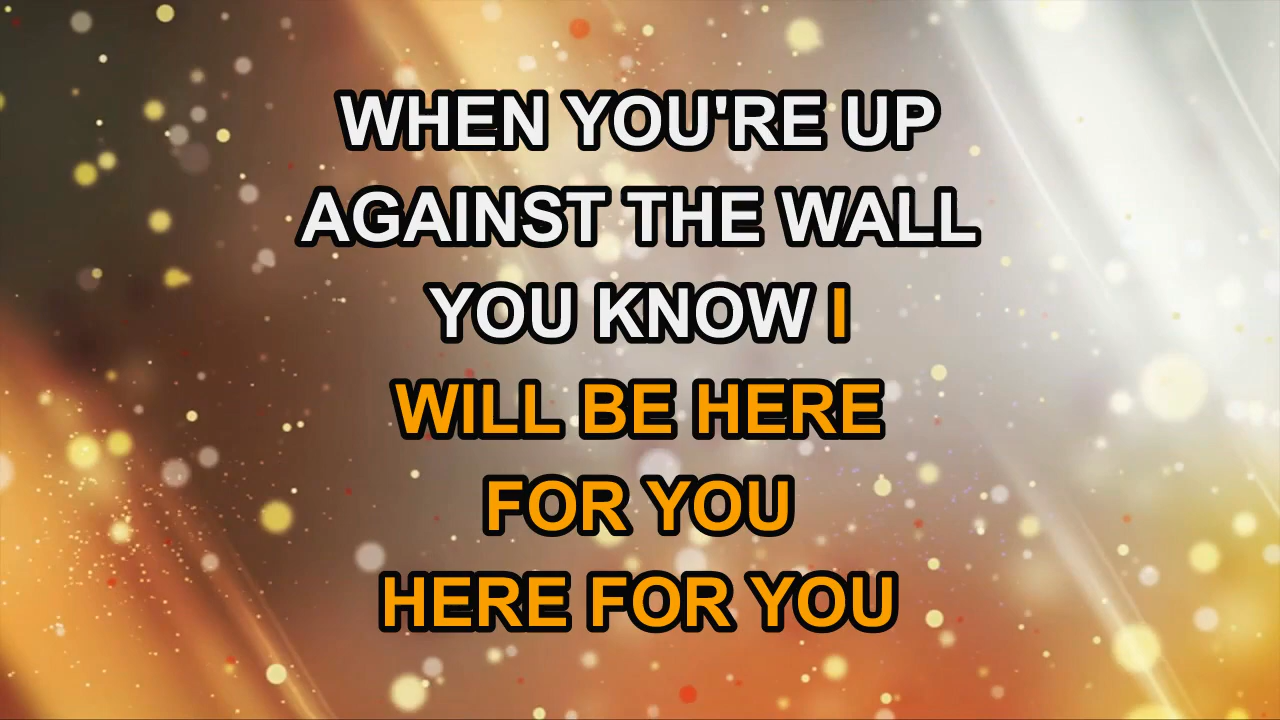 WHEN YOU'RE UP
AGAINST THE WALL
YOU KNOW I
WILL BE HERE
FOR YOU
HERE FOR YOU